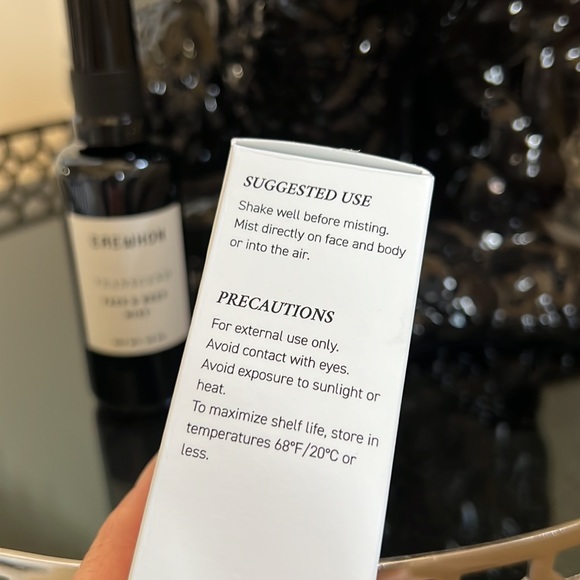 EREWHON
FACE & BODY
MIST
SUGGESTED USE
Shake well before misting.
Mist directly on face and body
or into the air.
PRECAUTIONS
For external use only.
Avoid contact with eyes.
Avoid exposure to sunlight or
heat.
To maximize shelf life, store in
temperatures 68°F/20°C or
less.